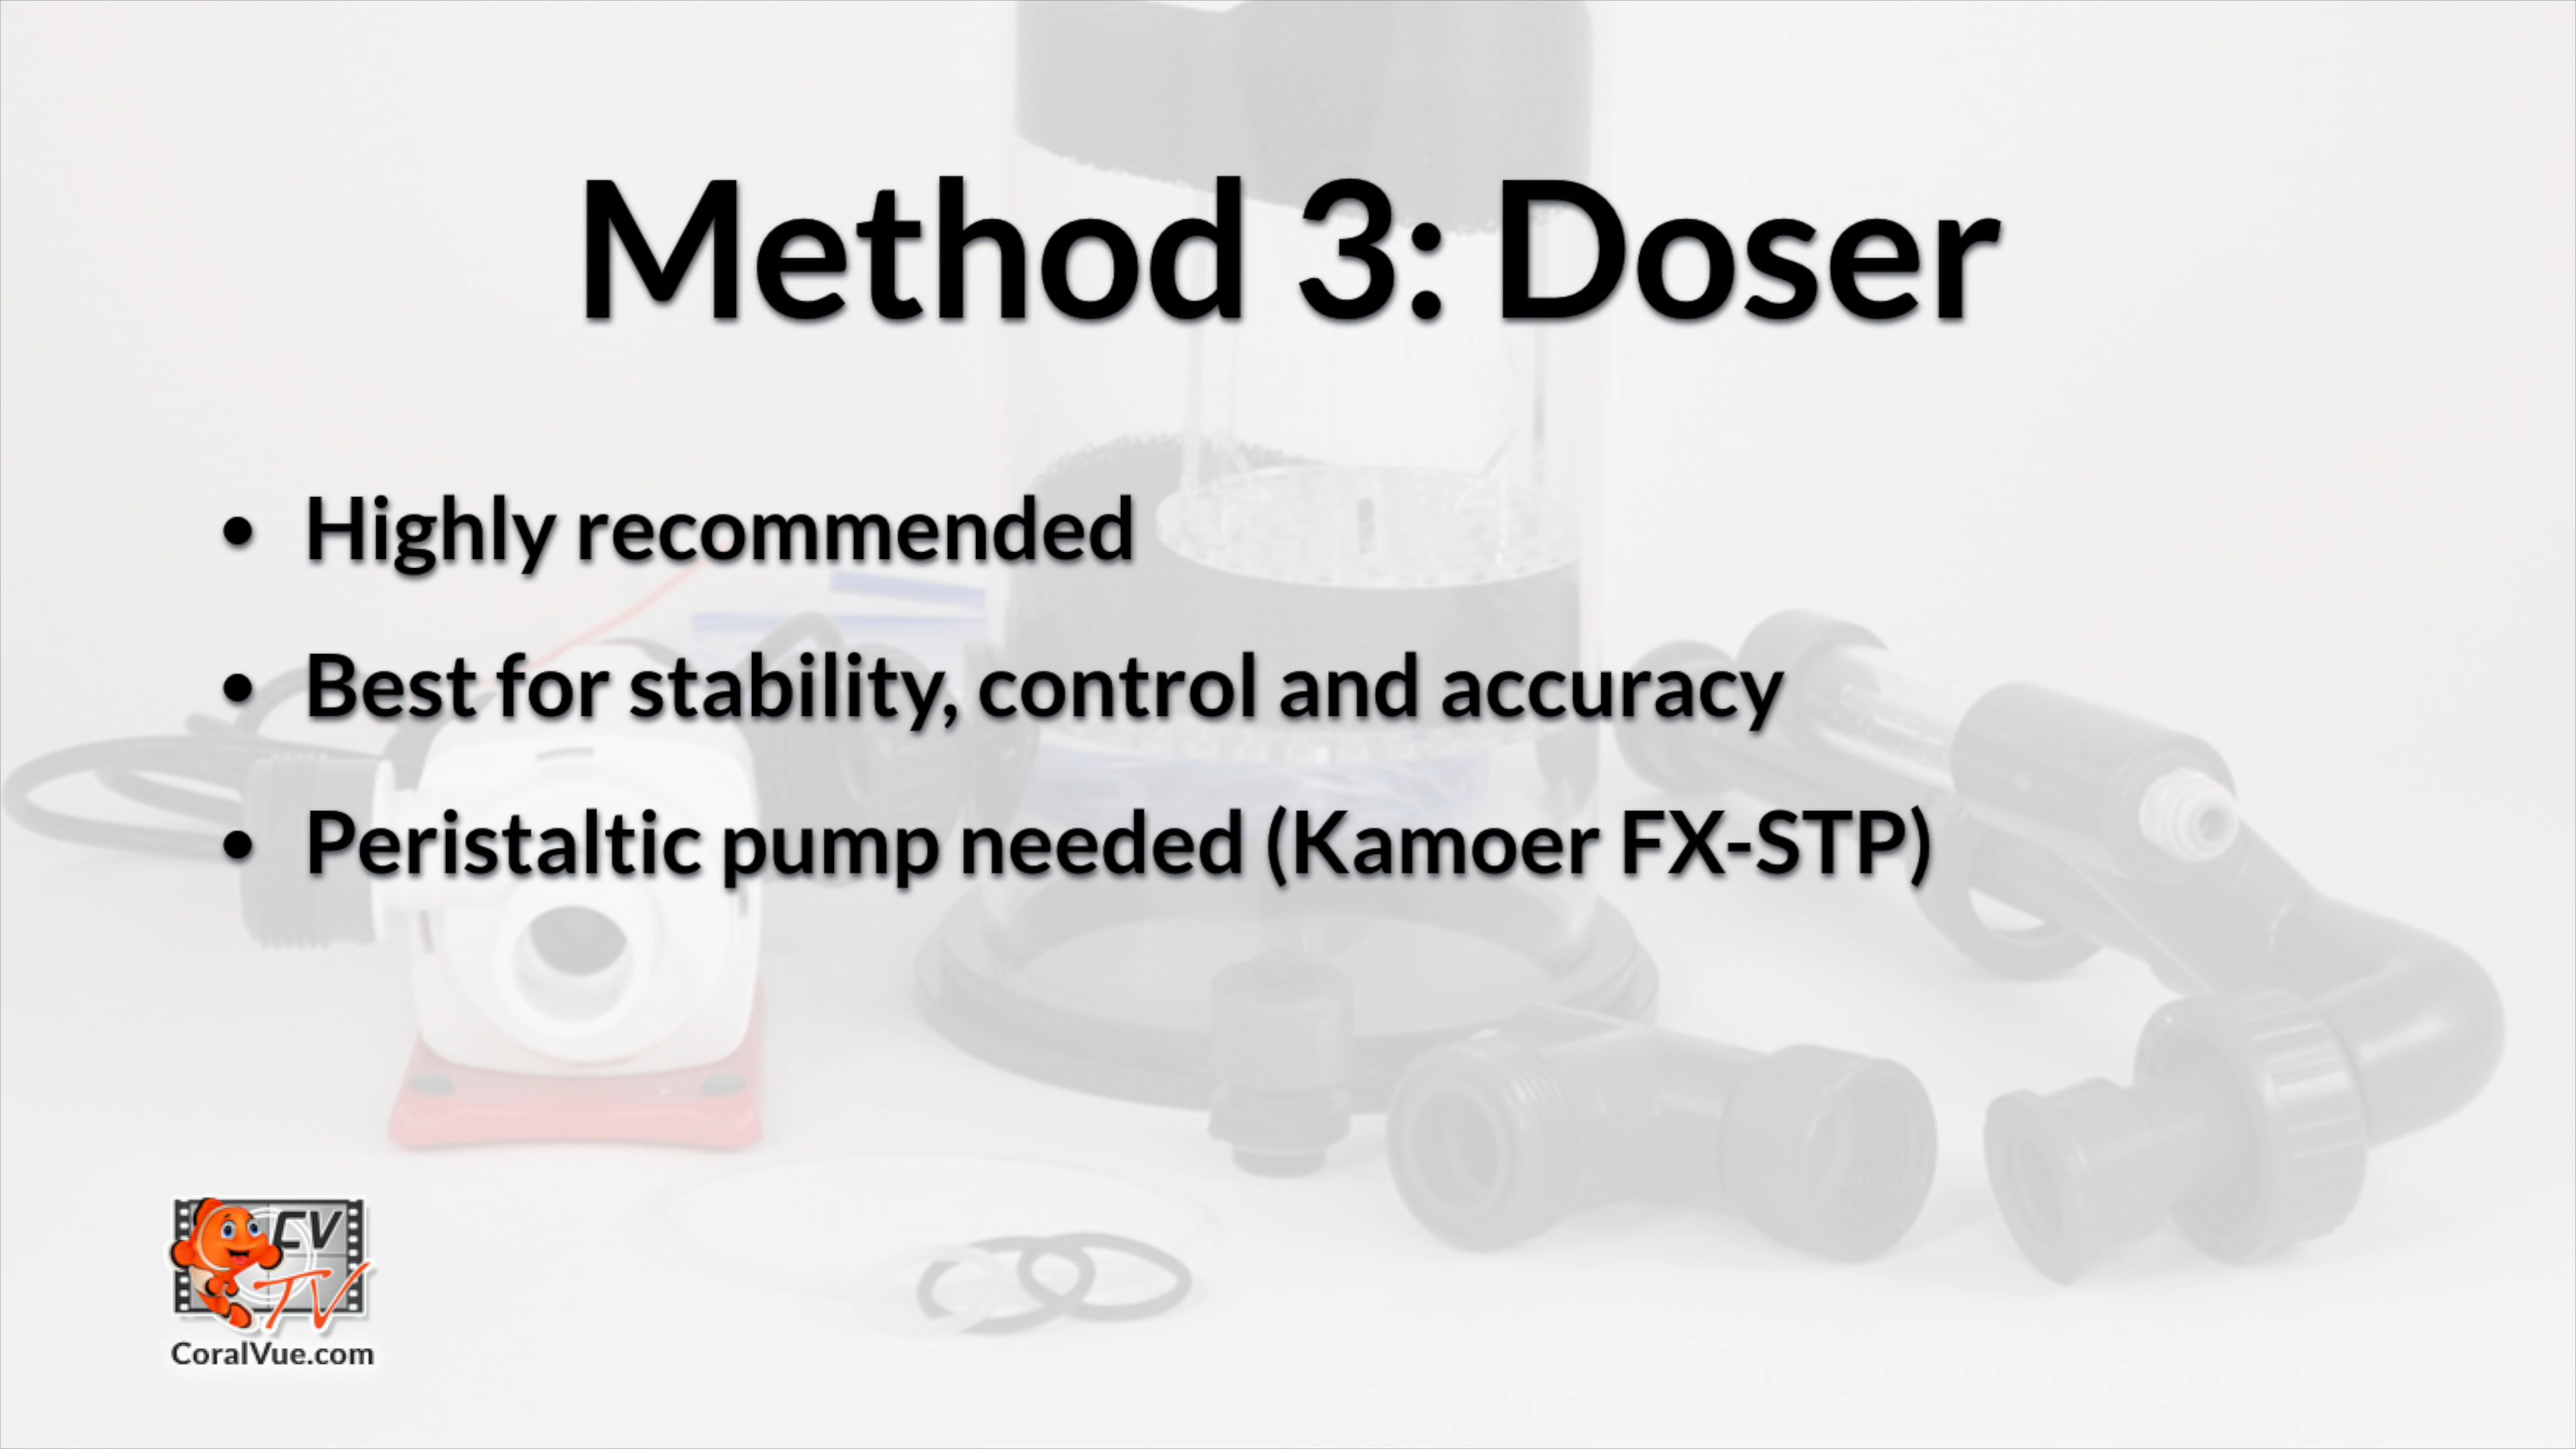 Method 3: Doser
• Highly recommended
• Best for stability, control and accuracy
• Peristaltic pump needed (Kamoer FX-STP)
CV
TV
CoralVue.com